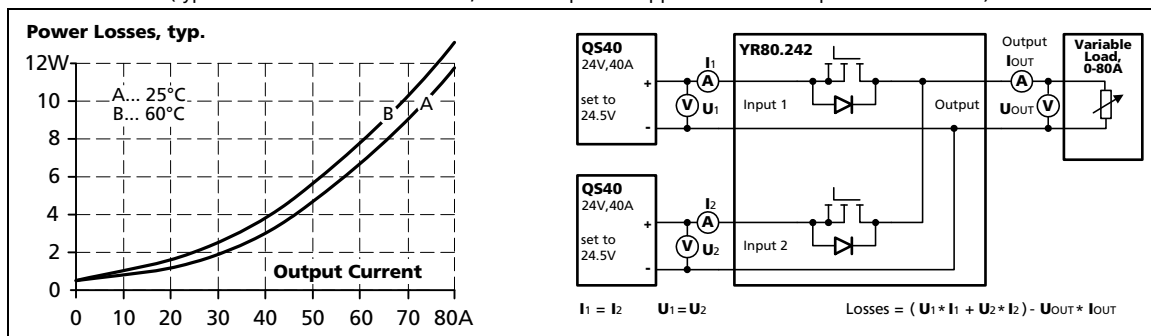 Power Losses, typ.
12W
10
8
6
4
2
0
A... 25°C
B... 60°C
B
A
Output Current
0 10 20 30 40 50 60 70 80A
QS40
24V,40A
set to
24.5V
+
-
I1
A
V
U1
YR80.242
Input 1
Output
Output
IOUT
A
UOUT
V
Variable
Load,
0-80A
QS40
24V,40A
set to
24.5V
+
-
I2
A
V
U2
Input 2
I1 = I2 U1=U2 Losses = ( U1* I1 + U2* I2 ) - UOUT* IOUT